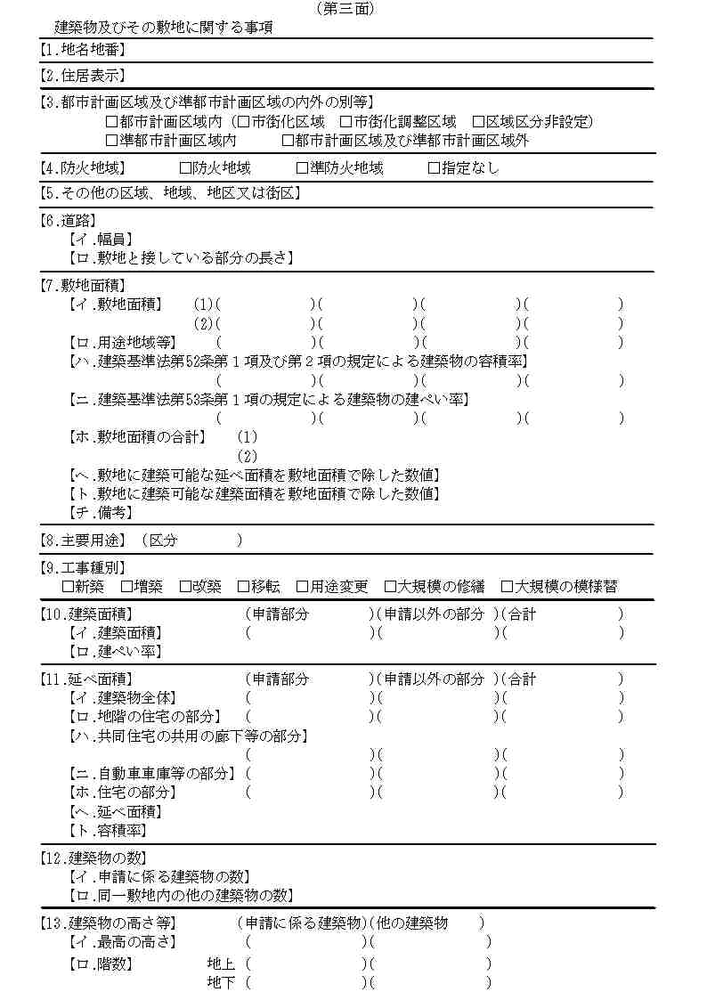 (第三面)
建築物及びその敷地に関する事項
【1.地名地番】
【2.住居表示】
【3.都市計画区域及び準都市計画区域の内外の別等】
□都市計画区域内 (□市街化区域 □市街化調整区域 □区域区分非設定)
□準都市計画区域内 □都市計画区域及び準都市計画区域外
【4.防火地域】 □防火地域 □準防火地域 □指定なし
【5.その他の区域、地域、地区又は街区】
【6.道路】
【イ.幅員】
【ロ.敷地と接している部分の長さ】
【7.敷地面積】
【イ.敷地面積】 (1)( )( )( )( )
(2)( )( )( )( )
【ロ.用途地域等】 ( )( )( )( )
【ハ.建築基準法第52条第1項及び第2項の規定による建築物の容積率】
( )( )( )( )
【ニ.建築基準法第53条第1項の規定による建築物の建ぺい率】
( )( )( )( )
【ホ.敷地面積の合計】 (1)
(2)
【ヘ.敷地に建築可能な延べ面積を敷地面積で除した数値】
【ト.敷地に建築可能な建築面積を敷地面積で除した数値】
【チ.備考】
【8.主要用途】 (区分 )
【9.工事種別】
□新築 □増築 □改築 □移転 □用途変更 □大規模の修繕 □大規模の模様替
【10.建築面積】 (申請部分 )(申請以外の部分 )(合計 )
【イ.建築面積】 ( )( )( )
【ロ.建ぺい率】
【11.延べ面積】 (申請部分 )(申請以外の部分 )(合計 )
【イ.建築物全体】 ( )( )( )
【ロ.地階の住宅の部分】 ( )( )( )
【ハ.共同住宅の共用の廊下等の部分】
( )( )( )
【ニ.自動車車庫等の部分】( )( )( )
【ホ.住宅の部分】 ( )( )( )
【ヘ.延べ面積】
【ト.容積率】
【12.建築物の数】
【イ.申請に係る建築物の数】
【ロ.同一敷地内の他の建築物の数】
【13.建築物の高さ等】 (申請に係る建築物)(他の建築物 )
【イ.最高の高さ】 ( )( )
【ロ.階数】 地上 ( )( )
地下 ( )( )